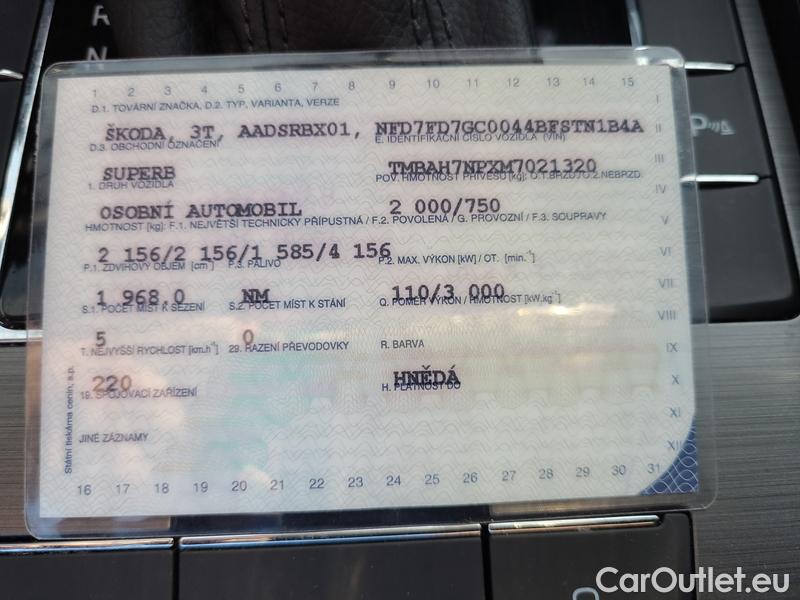 R
N
P
1 2 3 4 5 6 7 8 9 10 11 12 13 14 15
I
D.1. TOVÁRNÍ ZNAČKA, D.2. TYP, VARIANTA, VERZE
ŠKODA, 3T, AADSRBX01, NFD7FD7GC0044BFSTN1B4A
II
D.3. OBCHODNÍ OZNAČENÍ E. IDENTIFIKAČNÍ ČÍSLO VOZIDLA (VIN)
SUPERB TMBAH7NPXM7021320
III
1. DRUH VOZIDLA POV. HMOTNOST PŘÍVĚSU [kg]: O.1.BRZD/O.2.NEBRZD.
IV
OSOBNÍ AUTOMOBIL 2 000/750
HMOTNOST [kg]: F.1. NEJVĚTŠÍ TECHNICKY PŘÍPUSTNÁ / F.2. POVOLENÁ / G. PROVOZNÍ / F.3. SOUPRAVY
V
2 156/2 156/1 585/4 156
VI
P.1. ZDVIHOVÝ OBJEM [cm³] P.3. PALIVO P.2. MAX. VÝKON [kW] / OT. [min.⁻¹]
1 968,0 NM 110/3 000
VII
S.1. POČET MÍST K SEZENÍ S.2. POČET MÍST K STÁNÍ Q. POMĚR VÝKON / HMOTNOST [kW.kg⁻¹]
5 0
VIII
T. NEJVYŠŠÍ RYCHLOST [km.h⁻¹] 29. ŘAZENÍ PŘEVODOVKY R. BARVA
IX
220 HNĚDÁ
X
19. SPOJOVACÍ ZAŘÍZENÍ H. PLATNOST DO
XI
JINÉ ZÁZNAMY
XII
Státní tiskárna cenin, s.p.
16 17 18 19 20 21 22 23 24 25 26 27 28 29 30 31
CarOutlet.eu